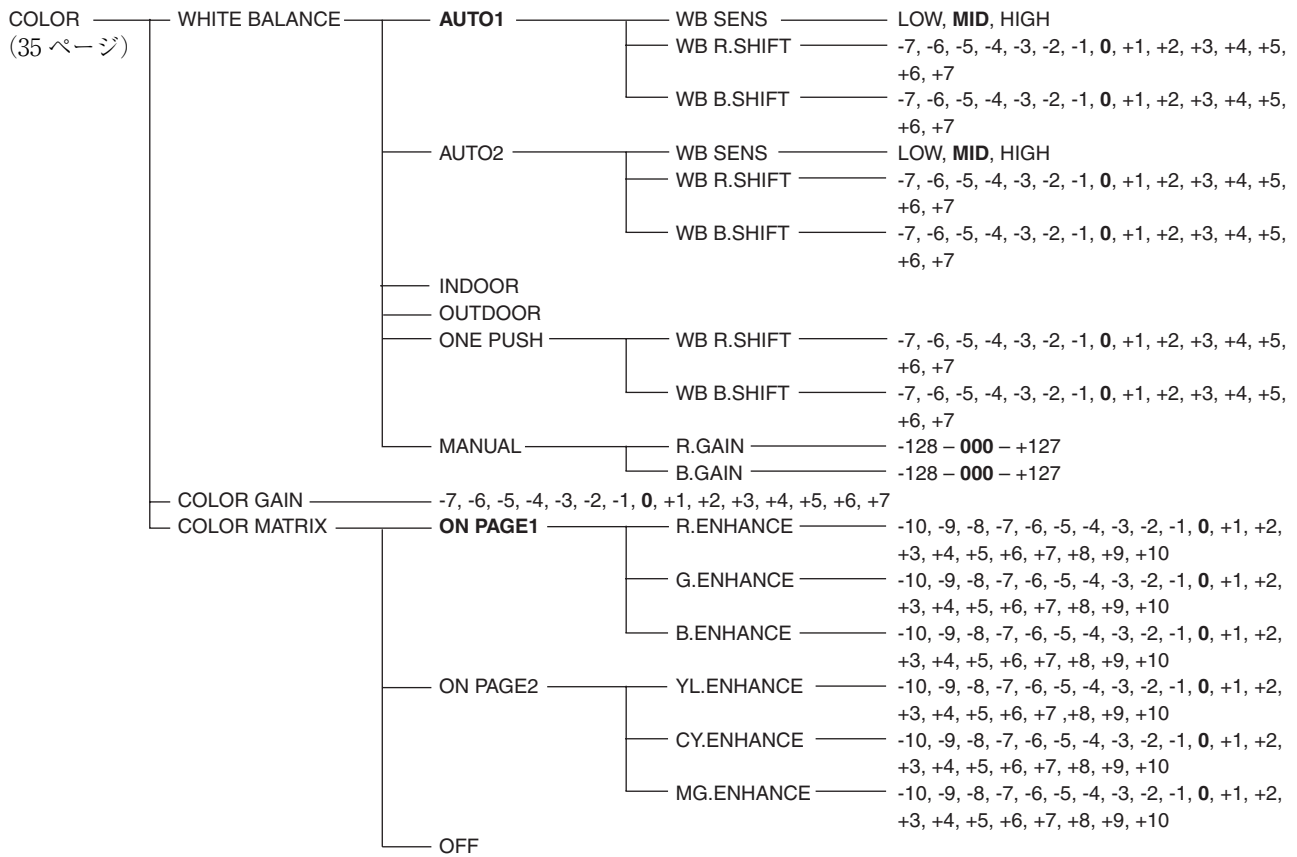 COLOR WHITE BALANCE AUTO1 WB SENS LOW, MID, HIGH
(35 ページ) WB R.SHIFT -7, -6, -5, -4, -3, -2, -1, 0, +1, +2, +3, +4, +5,
+6, +7
WB B.SHIFT -7, -6, -5, -4, -3, -2, -1, 0, +1, +2, +3, +4, +5,
+6, +7
AUTO2 WB SENS LOW, MID, HIGH
WB R.SHIFT -7, -6, -5, -4, -3, -2, -1, 0, +1, +2, +3, +4, +5,
+6, +7
WB B.SHIFT -7, -6, -5, -4, -3, -2, -1, 0, +1, +2, +3, +4, +5,
+6, +7
INDOOR
OUTDOOR
ONE PUSH WB R.SHIFT -7, -6, -5, -4, -3, -2, -1, 0, +1, +2, +3, +4, +5,
+6, +7
WB B.SHIFT -7, -6, -5, -4, -3, -2, -1, 0, +1, +2, +3, +4, +5,
+6, +7
MANUAL R.GAIN -128 – 000 – +127
B.GAIN -128 – 000 – +127
COLOR GAIN -7, -6, -5, -4, -3, -2, -1, 0, +1, +2, +3, +4, +5, +6, +7
COLOR MATRIX ON PAGE1 R.ENHANCE -10, -9, -8, -7, -6, -5, -4, -3, -2, -1, 0, +1, +2,
+3, +4, +5, +6, +7, +8, +9, +10
G.ENHANCE -10, -9, -8, -7, -6, -5, -4, -3, -2, -1, 0, +1, +2,
+3, +4, +5, +6, +7, +8, +9, +10
B.ENHANCE -10, -9, -8, -7, -6, -5, -4, -3, -2, -1, 0, +1, +2,
+3, +4, +5, +6, +7, +8, +9, +10
ON PAGE2 YL.ENHANCE -10, -9, -8, -7, -6, -5, -4, -3, -2, -1, 0, +1, +2,
+3, +4, +5, +6, +7 ,+8, +9, +10
CY.ENHANCE -10, -9, -8, -7, -6, -5, -4, -3, -2, -1, 0, +1, +2,
+3, +4, +5, +6, +7, +8, +9, +10
MG.ENHANCE -10, -9, -8, -7, -6, -5, -4, -3, -2, -1, 0, +1, +2,
+3, +4, +5, +6, +7, +8, +9, +10
OFF